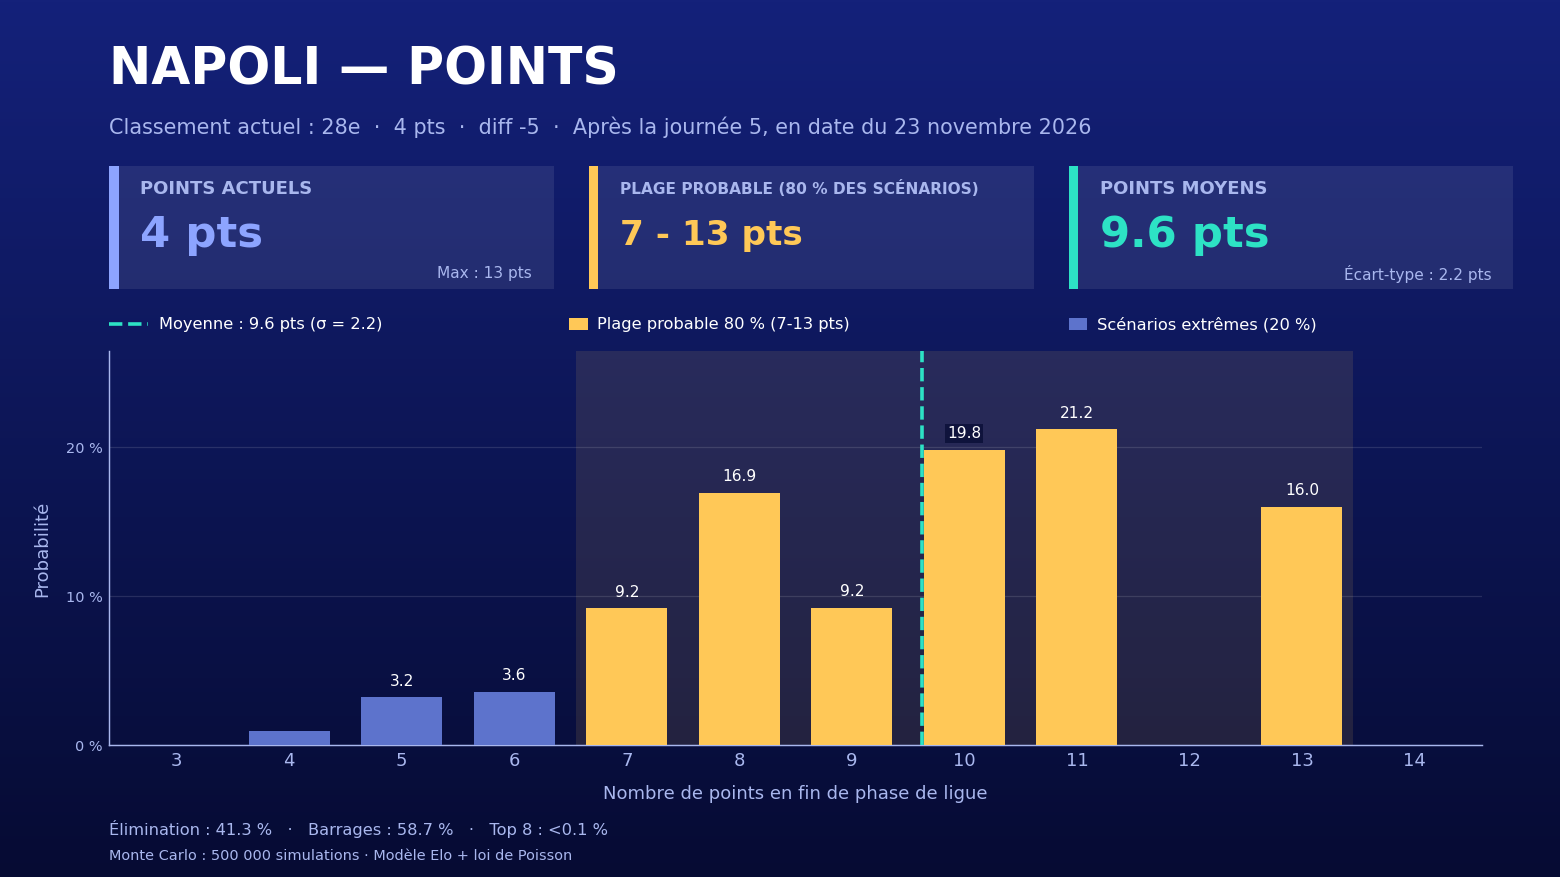 NAPOLI — POINTS
Classement actuel : 28e · 4 pts · diff -5 · Après la journée 5, en date du 23 novembre 2026
POINTS ACTUELS
4 pts
Max : 13 pts
PLAGE PROBABLE (80 % DES SCÉNARIOS)
7 - 13 pts
POINTS MOYENS
9.6 pts
Écart-type : 2.2 pts
Moyenne : 9.6 pts (σ = 2.2)
Plage probable 80 % (7-13 pts)
Scénarios extrêmes (20 %)
Probabilité
20 %
10 %
0 %
3.2
3.6
9.2
16.9
9.2
19.8
21.2
16.0
3 4 5 6 7 8 9 10 11 12 13 14
Nombre de points en fin de phase de ligue
Élimination : 41.3 % · Barrages : 58.7 % · Top 8 : <0.1 %
Monte Carlo : 500 000 simulations · Modèle Elo + loi de Poisson